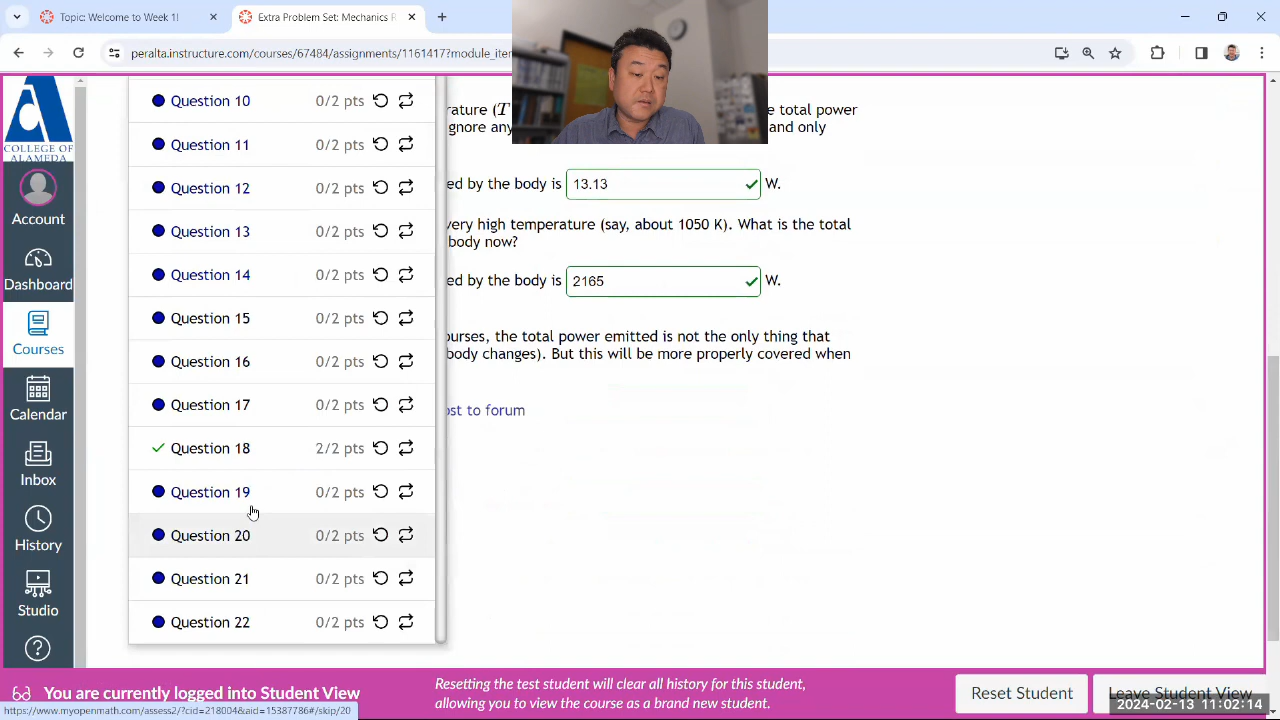 Topic to Week 11
Extra Problem Set: Mechanics R
peralta.instructure.com/courses/67484/assignments/1161417?module_item
COLLEGE OF
ALAMEDA
Account
Dashboard
Courses
Calendar
Inbox
History
Studio
Question 10 0/2 pts
Question 11 0/2 pts
Question 12 0/2 pts
Question 13 0/2 pts
Question 14 0/2 pts
Question 15 0/2 pts
Question 16 0/2 pts
Question 17 0/2 pts
Question 18 2/2 pts
Question 19 0/2 pts
Question 20 0/2 pts
Question 21 0/2 pts
Question 22 0/2 pts
rature (T e total power
ignore any and only
ed by the body is 13.13 W.
very high temperature (say, about 1050 K). What is the total
body now?
ed by the body is 2165 W.
ourses, the total power emitted is not the only thing that
body changes). But this will be more properly covered when
ost to forum
You are currently logged into Student View
Resetting the test student will clear all history for this student,
allowing you to view the course as a brand new student.
Reset Student
Leave Student View
2024-02-13 11:02:14
https://www.myopenmath.com/assess2/?cid=218004&aid=15387786#/skip/20